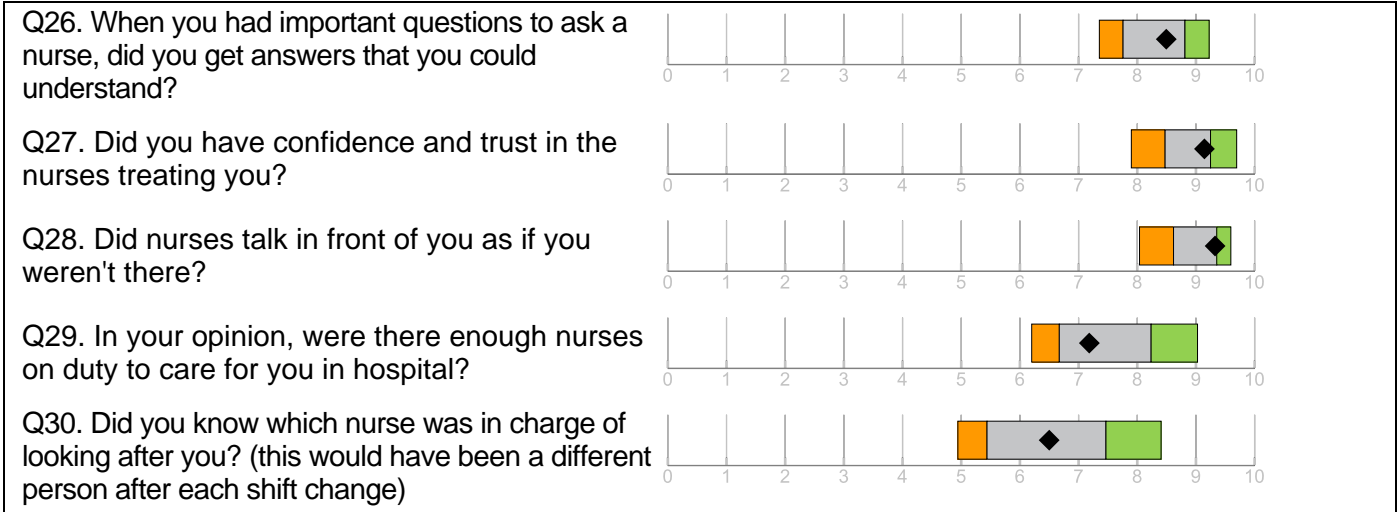 Q26. When you had important questions to ask a
nurse, did you get answers that you could
understand?
0 1 2 3 4 5 6 7 8 9 10
Q27. Did you have confidence and trust in the
nurses treating you?
0 1 2 3 4 5 6 7 8 9 10
Q28. Did nurses talk in front of you as if you
weren't there?
0 1 2 3 4 5 6 7 8 9 10
Q29. In your opinion, were there enough nurses
on duty to care for you in hospital?
0 1 2 3 4 5 6 7 8 9 10
Q30. Did you know which nurse was in charge of
looking after you? (this would have been a different
person after each shift change)
0 1 2 3 4 5 6 7 8 9 10